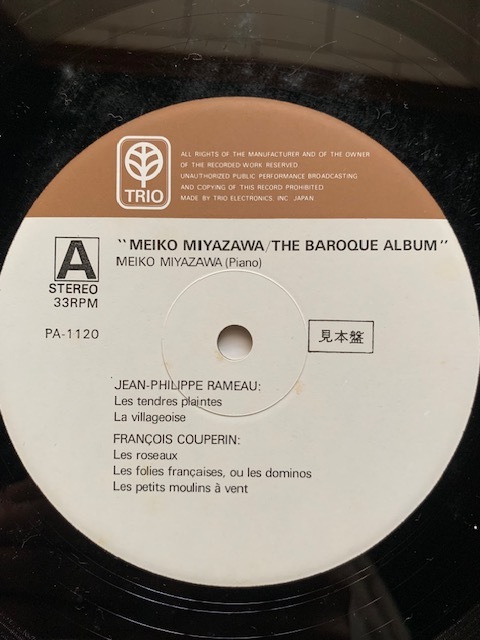 ALL RIGHTS OF THE MANUFACTURER AND OF THE OWNER
OF THE RECORDED WORK RESERVED
UNAUTHORIZED PUBLIC PERFORMANCE BROADCASTING
AND COPYING OF THIS RECORD PROHIBITED
MADE BY TRIO ELECTRONICS, INC. JAPAN
TRIO
A
STEREO
33RPM
PA-1120
"MEIKO MIYAZAWA/THE BAROQUE ALBUM"
MEIKO MIYAZAWA (Piano)
見本盤
JEAN-PHILIPPE RAMEAU:
Les tendres plaintes
La villageoise
FRANÇOIS COUPERIN:
Les roseaux
Les folies françaises, ou les dominos
Les petits moulins à vent